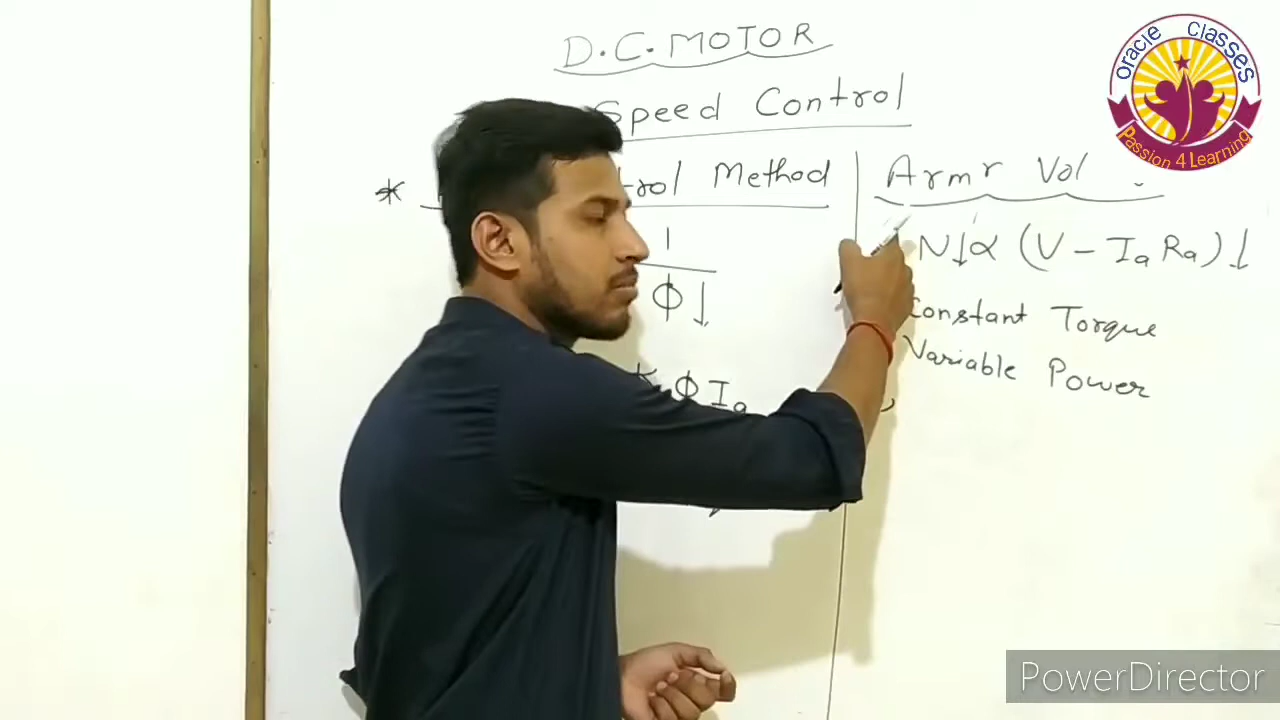 D.C. MOTOR
Speed Control
* Method
1
Φ↓
Φ Ia
Armr Vol
N↓ α (V - Ia Ra)↓
Constant Torque
Variable Power
Oracle Classes
Passion 4 Learning
PowerDirector